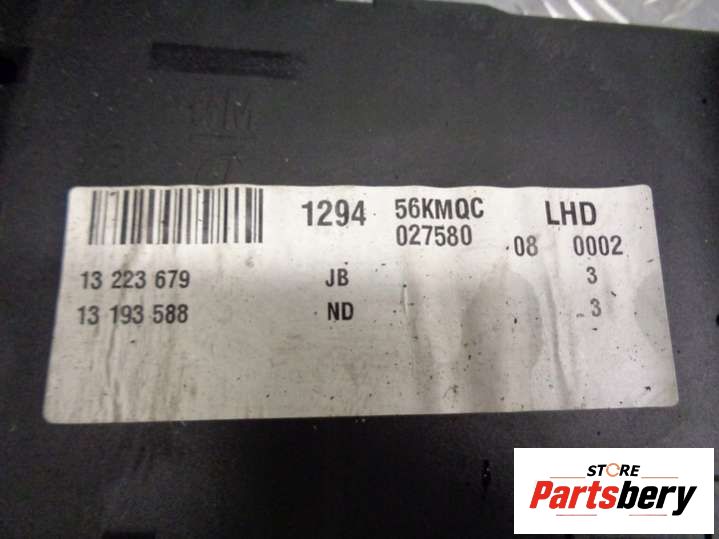 1294 56KMQC LHD
027580 08 0002
13 223 679 JB 3
13 193 588 ND 3
STORE
Partsbery